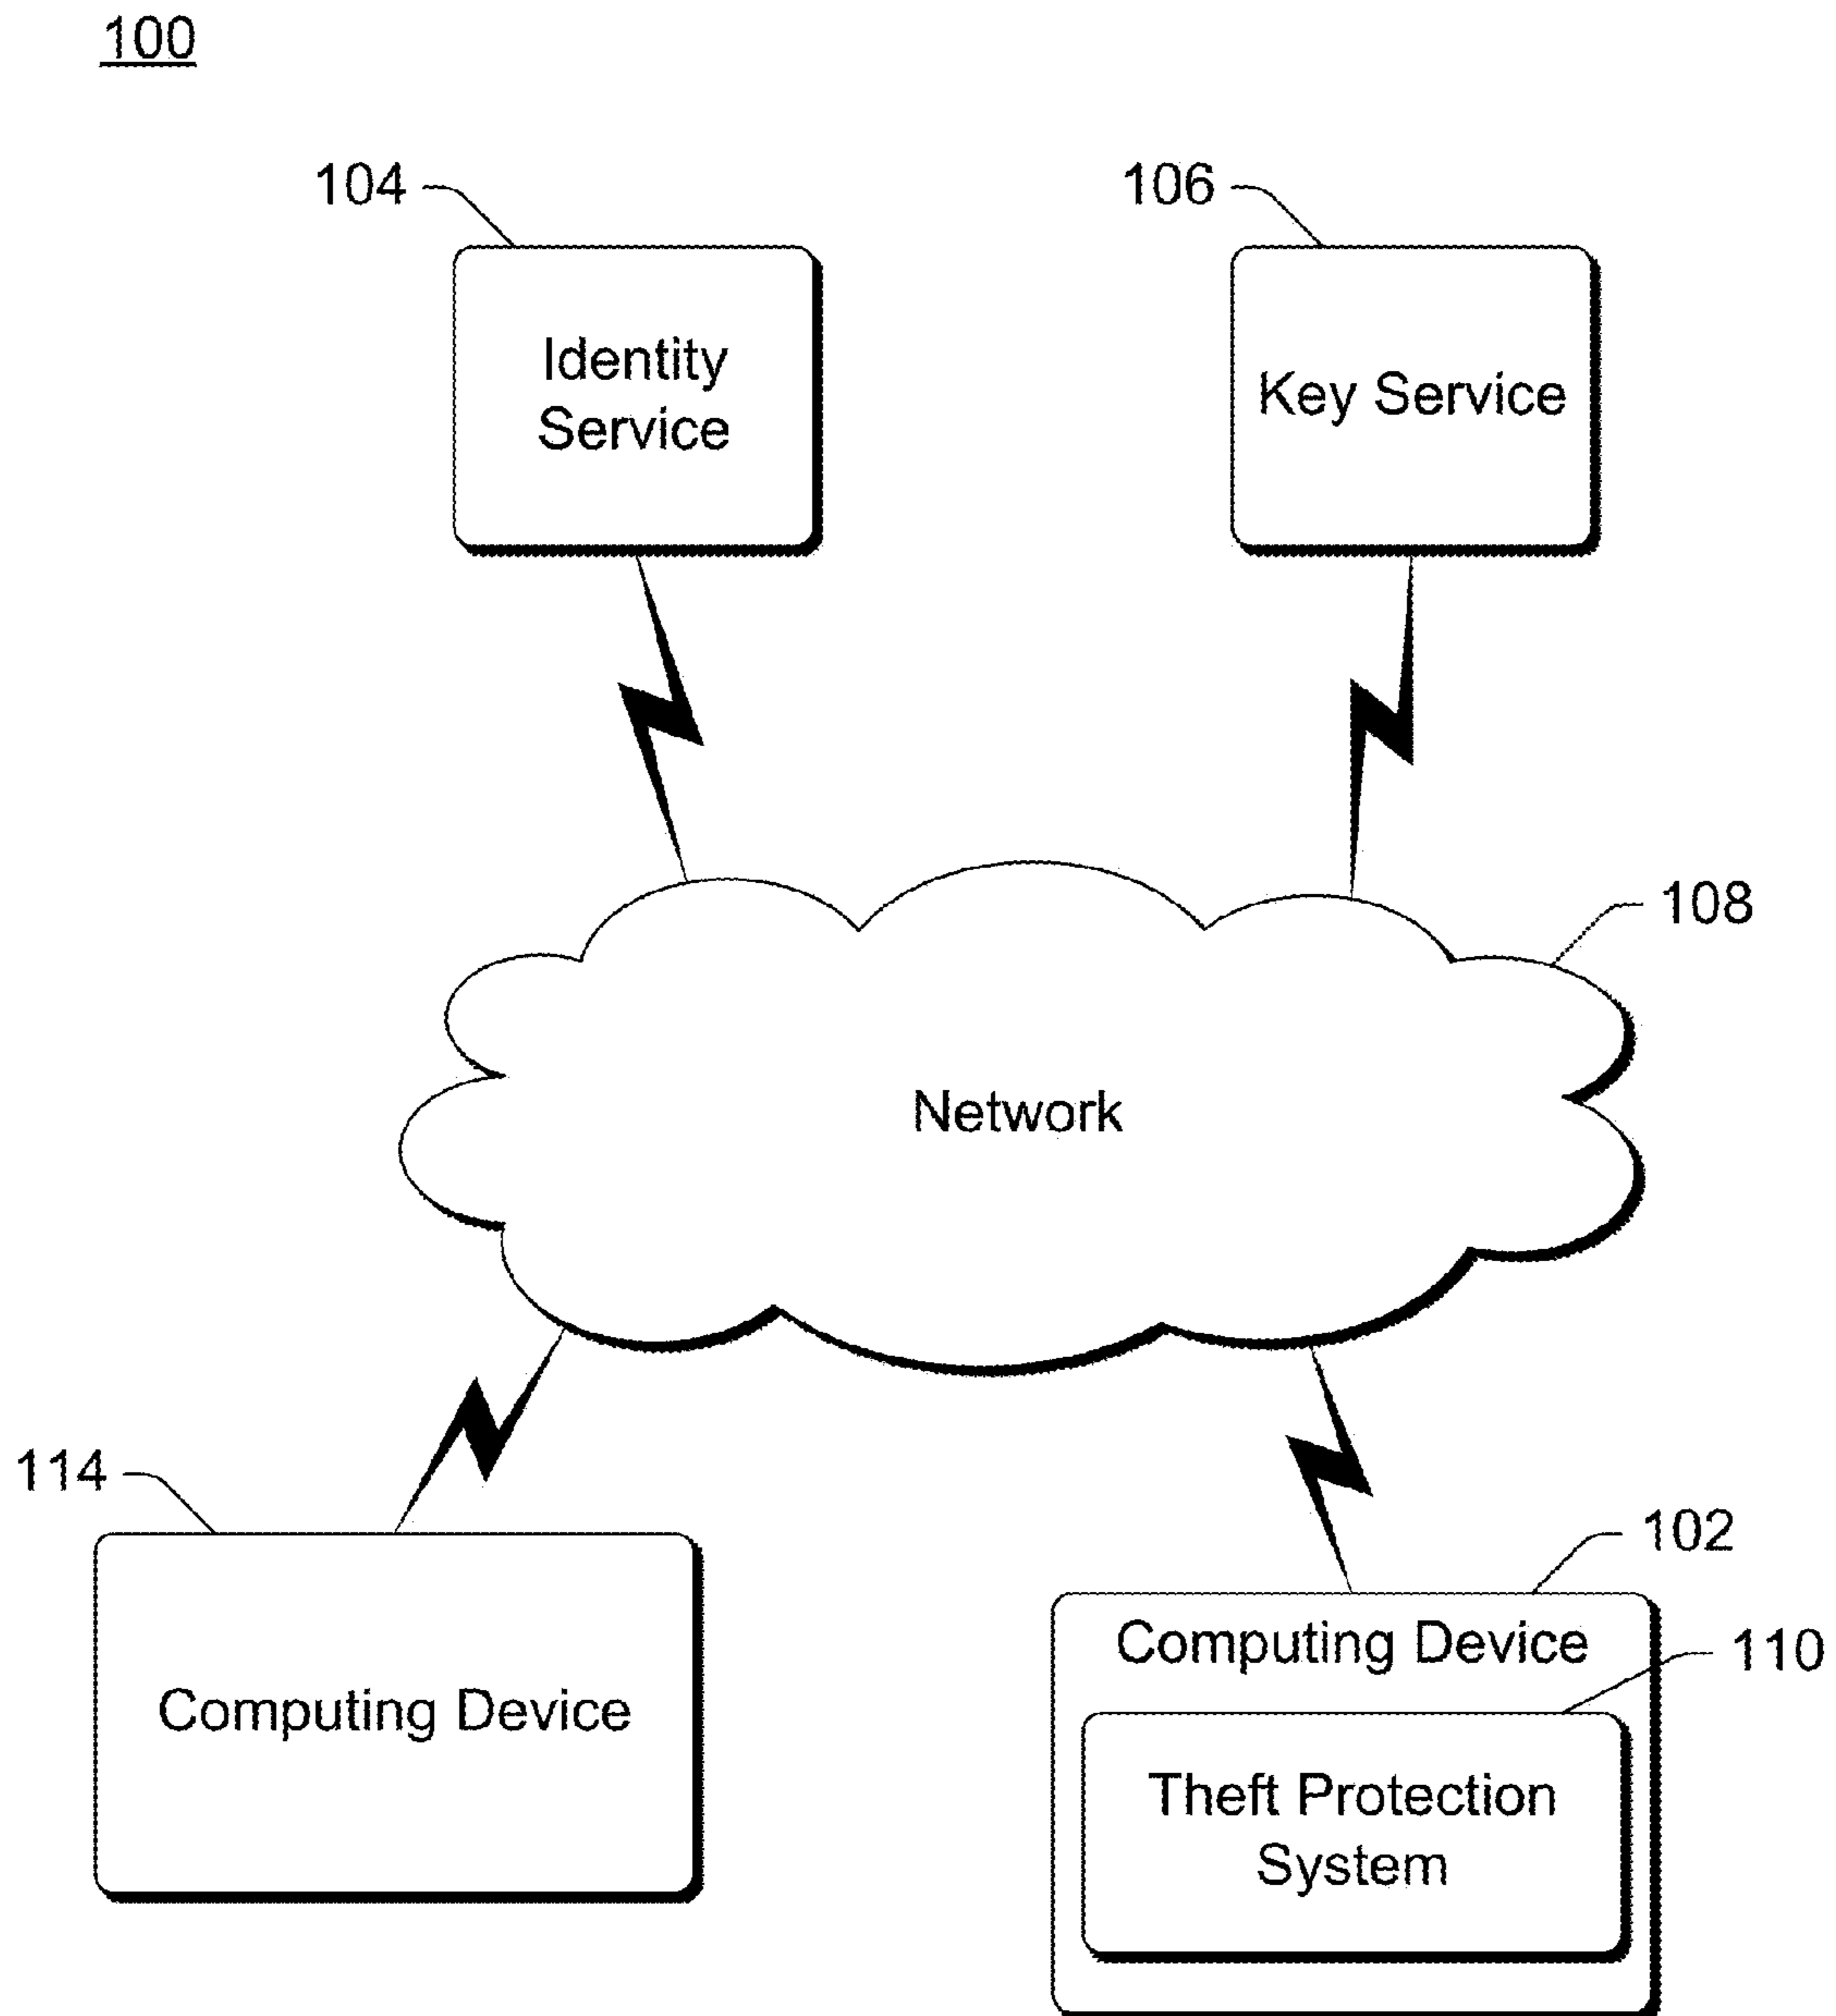 100
104
106
Identity
Service
Key Service
108
Network
114
102
Computing Device
110
Computing Device
Theft Protection
System